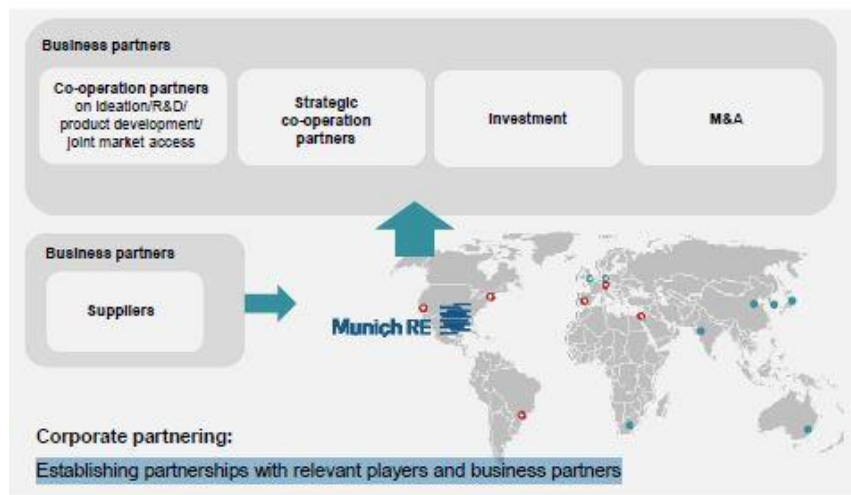 Business partners
Co-operation partners
on Ideation/R&D/
product development/
joint market access
Strategic
co-operation
partners
Investment
M&A
Business partners
Suppliers
Munich RE
Corporate partnering:
Establishing partnerships with relevant players and business partners